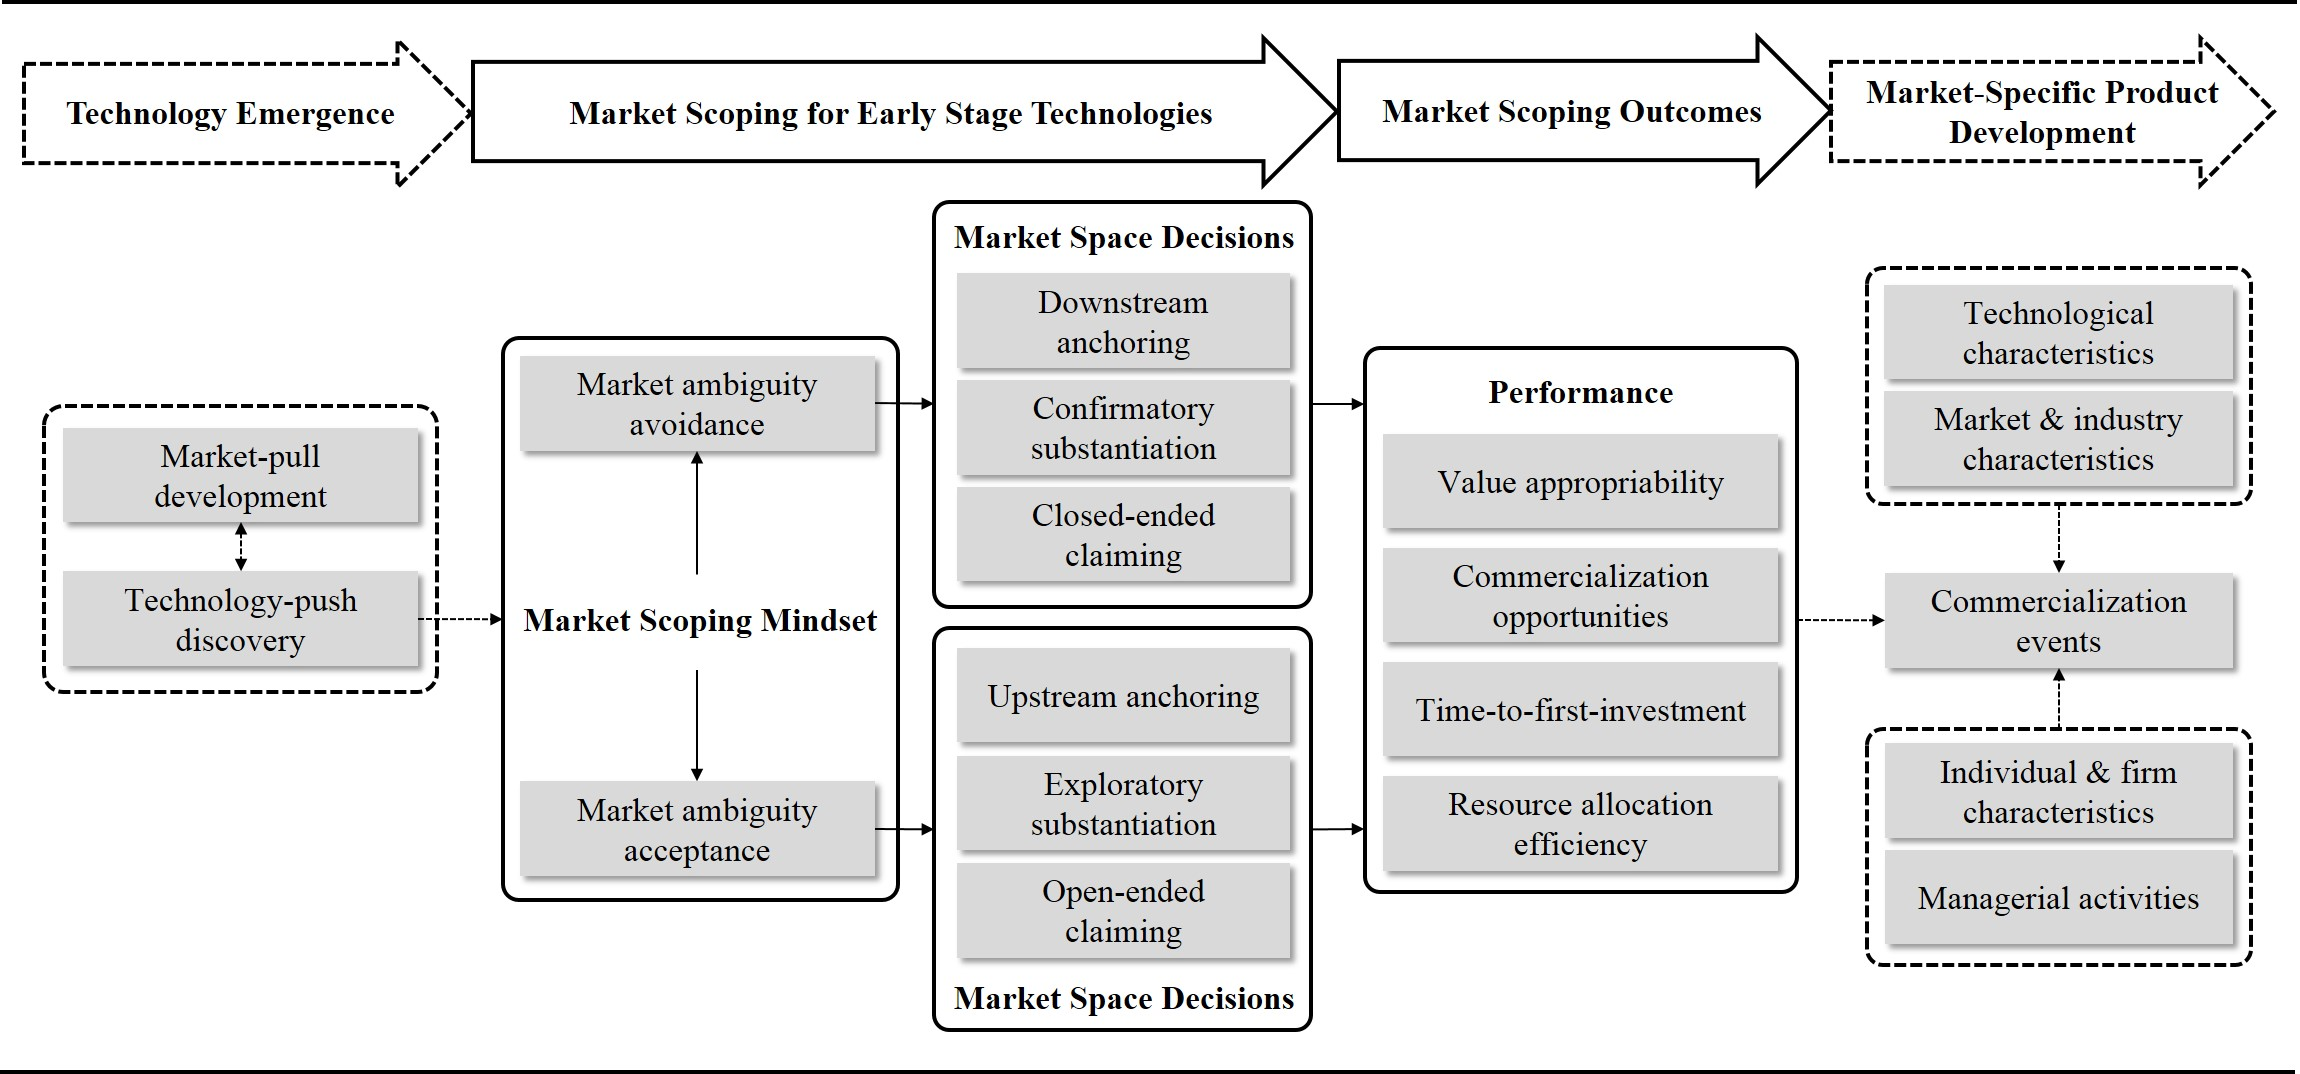 Technology Emergence
Market Scoping for Early Stage Technologies
Market Scoping Outcomes
Market-Specific Product
Development
Market-pull
development
Technology-push
discovery
Market ambiguity
avoidance
Market Scoping Mindset
Market ambiguity
acceptance
Market Space Decisions
Downstream
anchoring
Confirmatory
substantiation
Closed-ended
claiming
Upstream anchoring
Exploratory
substantiation
Open-ended
claiming
Market Space Decisions
Performance
Value appropriability
Commercialization
opportunities
Time-to-first-investment
Resource allocation
efficiency
Technological
characteristics
Market & industry
characteristics
Commercialization
events
Individual & firm
characteristics
Managerial activities